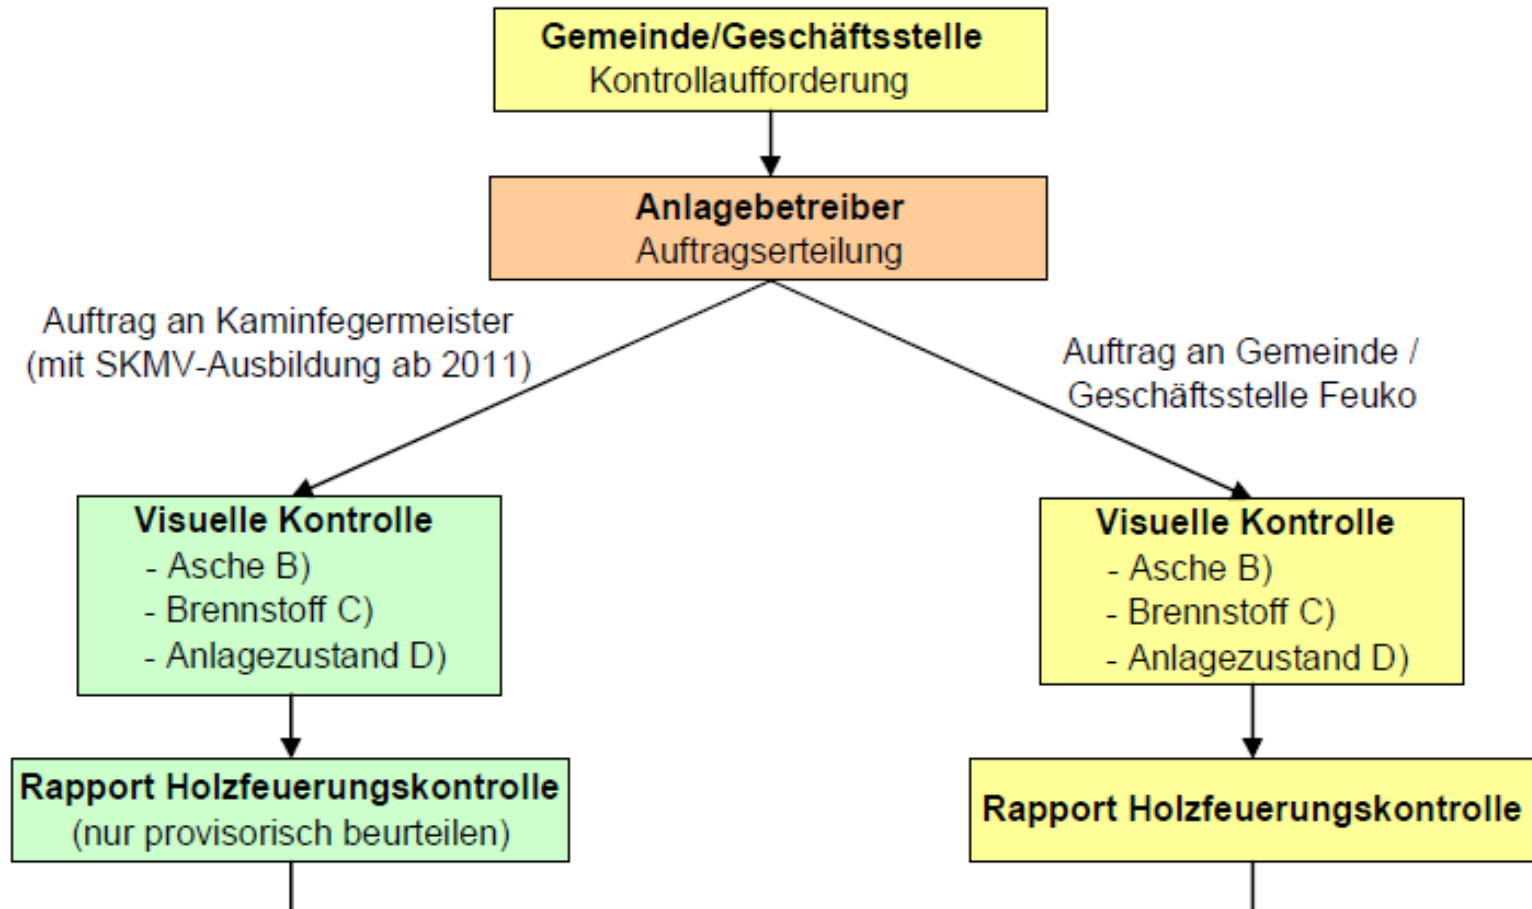 Gemeinde/Geschäftsstelle
Kontrollaufforderung
Anlagebetreiber
Auftragserteilung
Auftrag an Kaminfegermeister
(mit SKMV-Ausbildung ab 2011)
Auftrag an Gemeinde /
Geschäftsstelle Feuko
Visuelle Kontrolle
- Asche B)
- Brennstoff C)
- Anlagezustand D)
Visuelle Kontrolle
- Asche B)
- Brennstoff C)
- Anlagezustand D)
Rapport Holzfeuerungskontrolle
(nur provisorisch beurteilen)
Rapport Holzfeuerungskontrolle